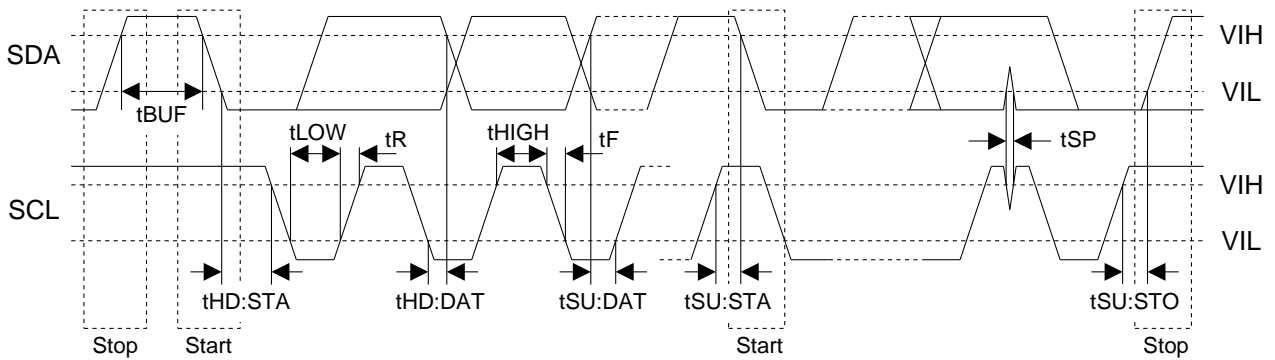 SDA
VIH
VIL
tBUF
tLOW
tR
tHIGH
tF
tSP
SCL
VIH
VIL
tHD:STA
tHD:DAT
tSU:DAT
tSU:STA
tSU:STO
Stop
Start
Start
Stop